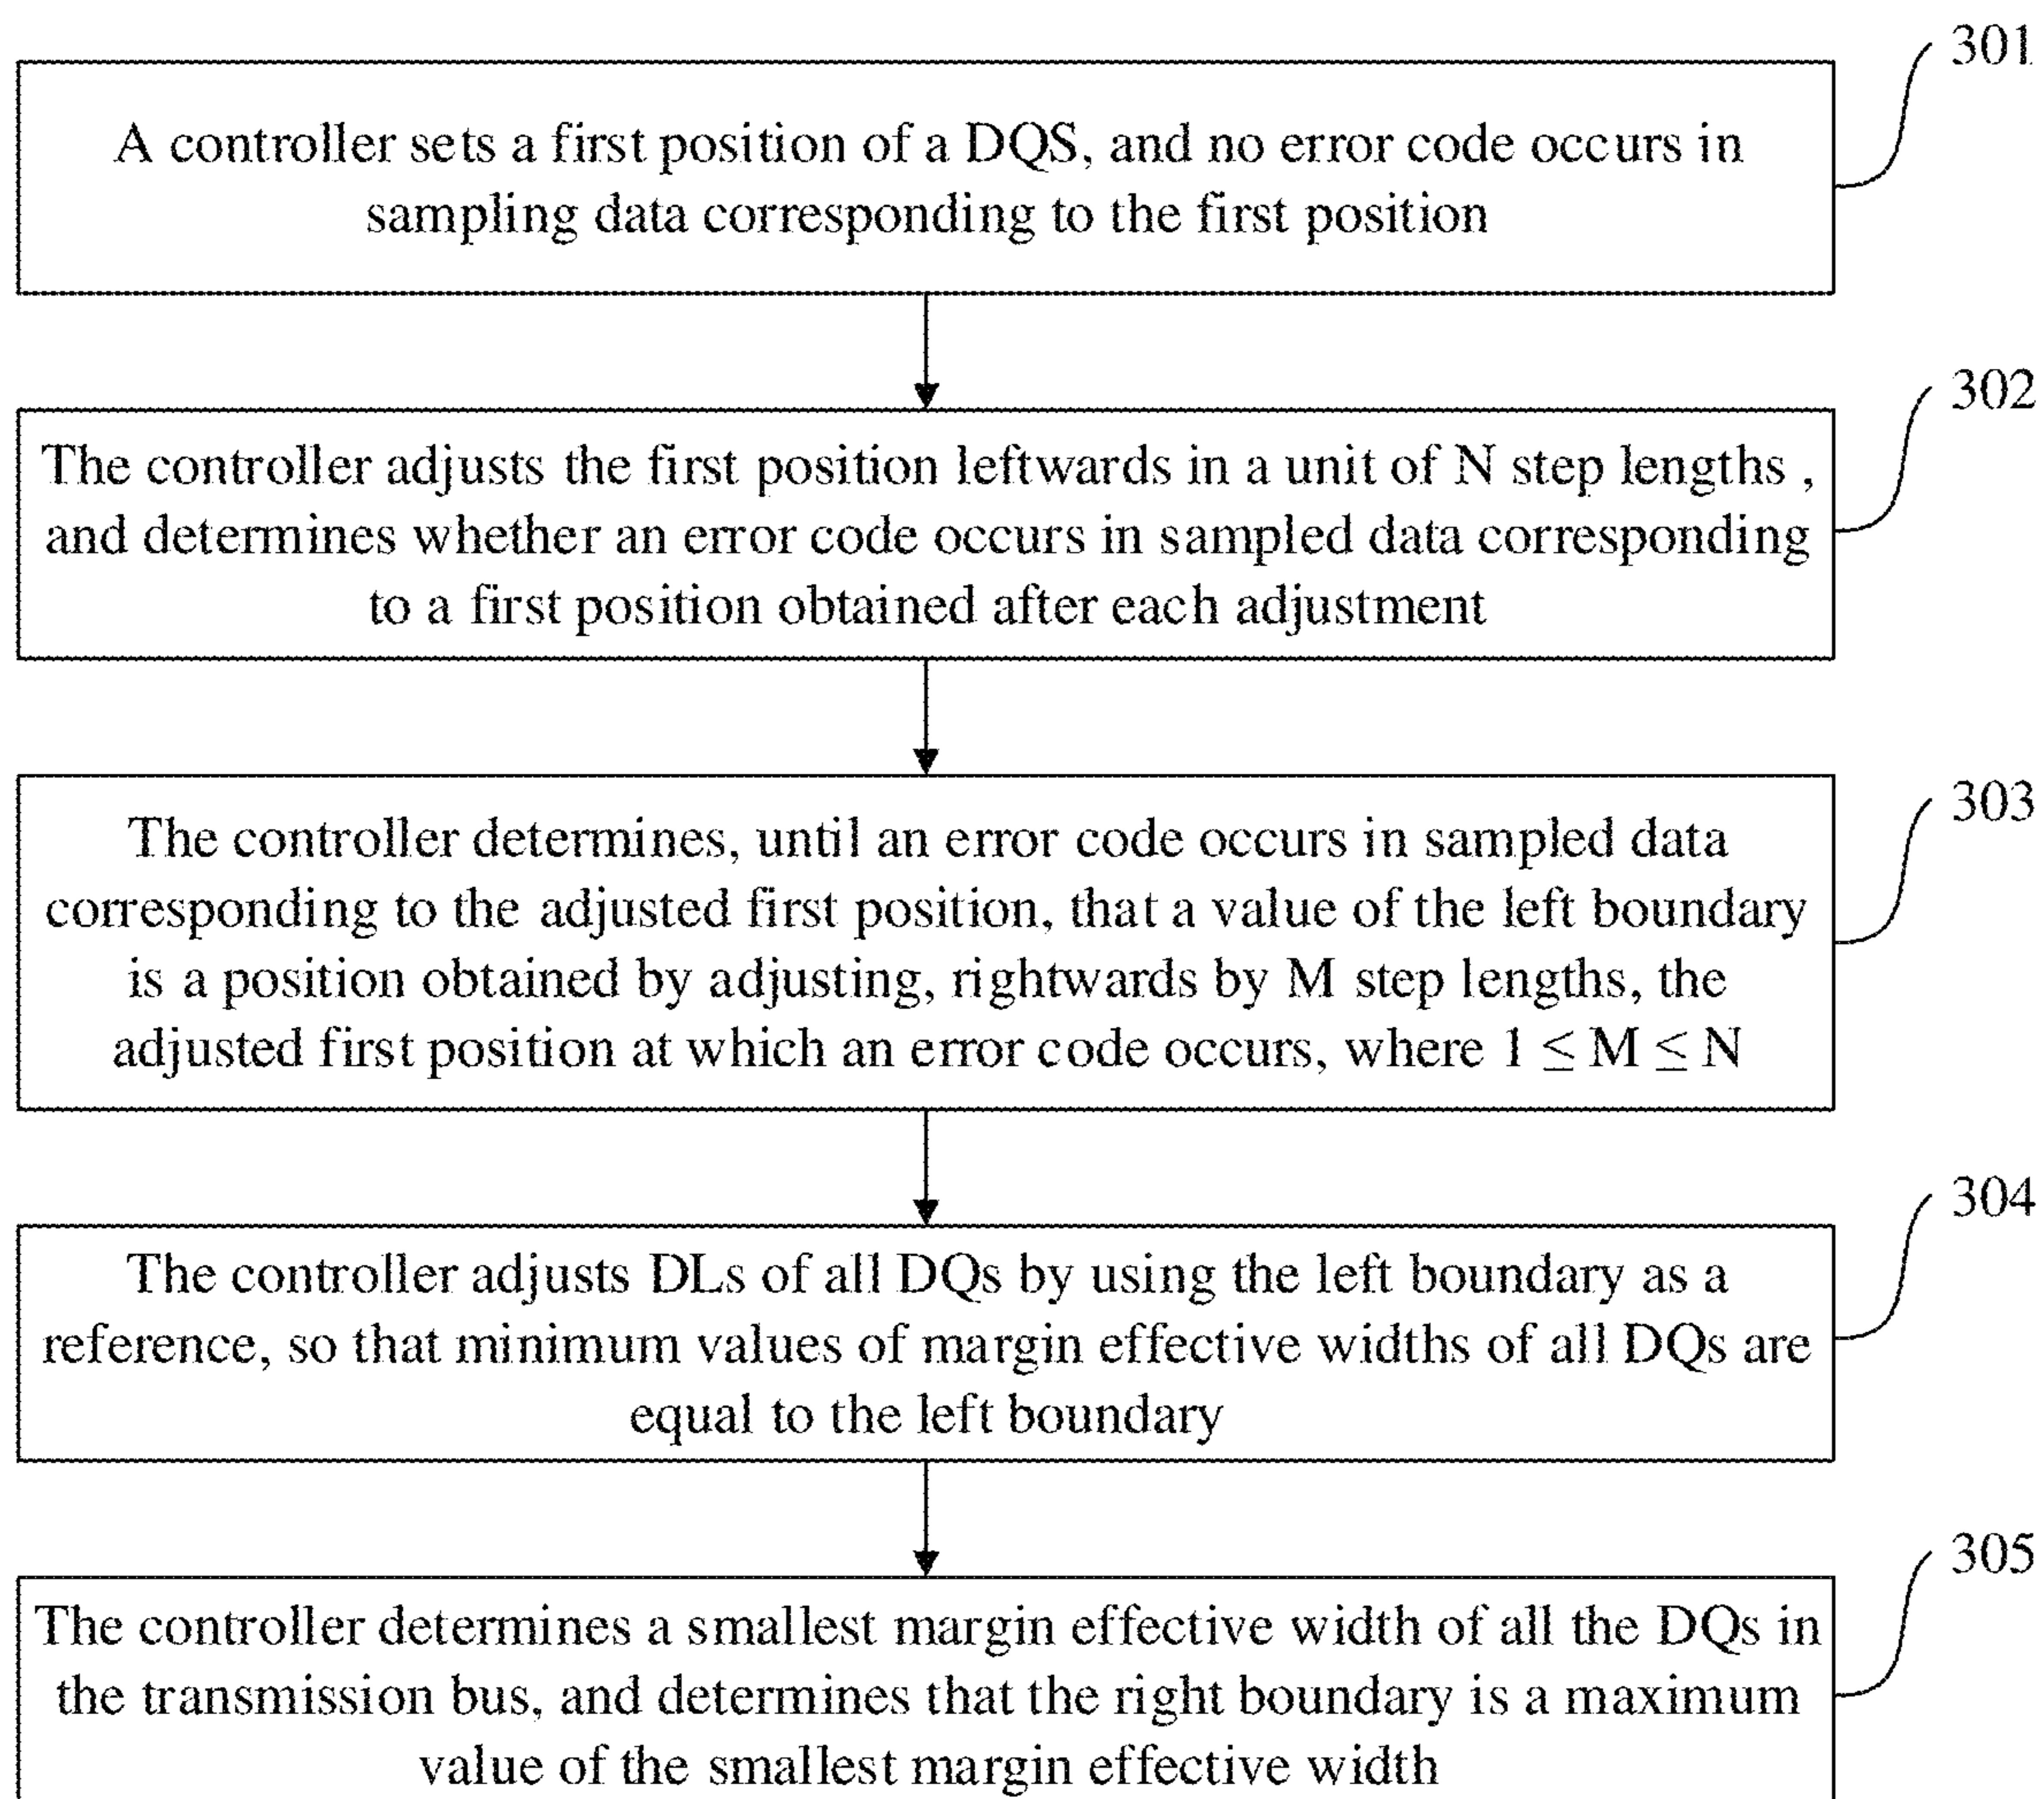 301
A controller sets a first position of a DQS, and no error code occurs in
sampling data corresponding to the first position
302
The controller adjusts the first position leftwards in a unit of N step lengths ,
and determines whether an error code occurs in sampled data corresponding
to a first position obtained after each adjustment
303
The controller determines, until an error code occurs in sampled data
corresponding to the adjusted first position, that a value of the left boundary
is a position obtained by adjusting, rightwards by M step lengths, the
adjusted first position at which an error code occurs, where 1 ≤ M ≤ N
304
The controller adjusts DLs of all DQs by using the left boundary as a
reference, so that minimum values of margin effective widths of all DQs are
equal to the left boundary
305
The controller determines a smallest margin effective width of all the DQs in
the transmission bus, and determines that the right boundary is a maximum
value of the smallest margin effective width